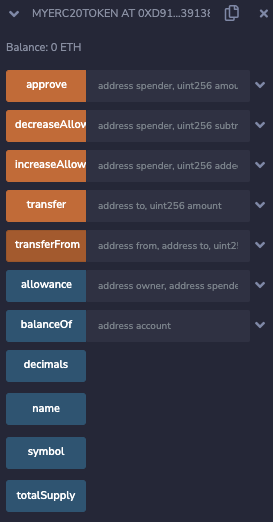 MYERC20TOKEN AT 0XD91...39138
Balance: 0 ETH
approve address spender, uint256 amou
decreaseAllow address spender, uint256 subtr
increaseAllow address spender, uint256 adde
transfer address to, uint256 amount
transferFrom address from, address to, uint2
allowance address owner, address spende
balanceOf address account
decimals
name
symbol
totalSupply